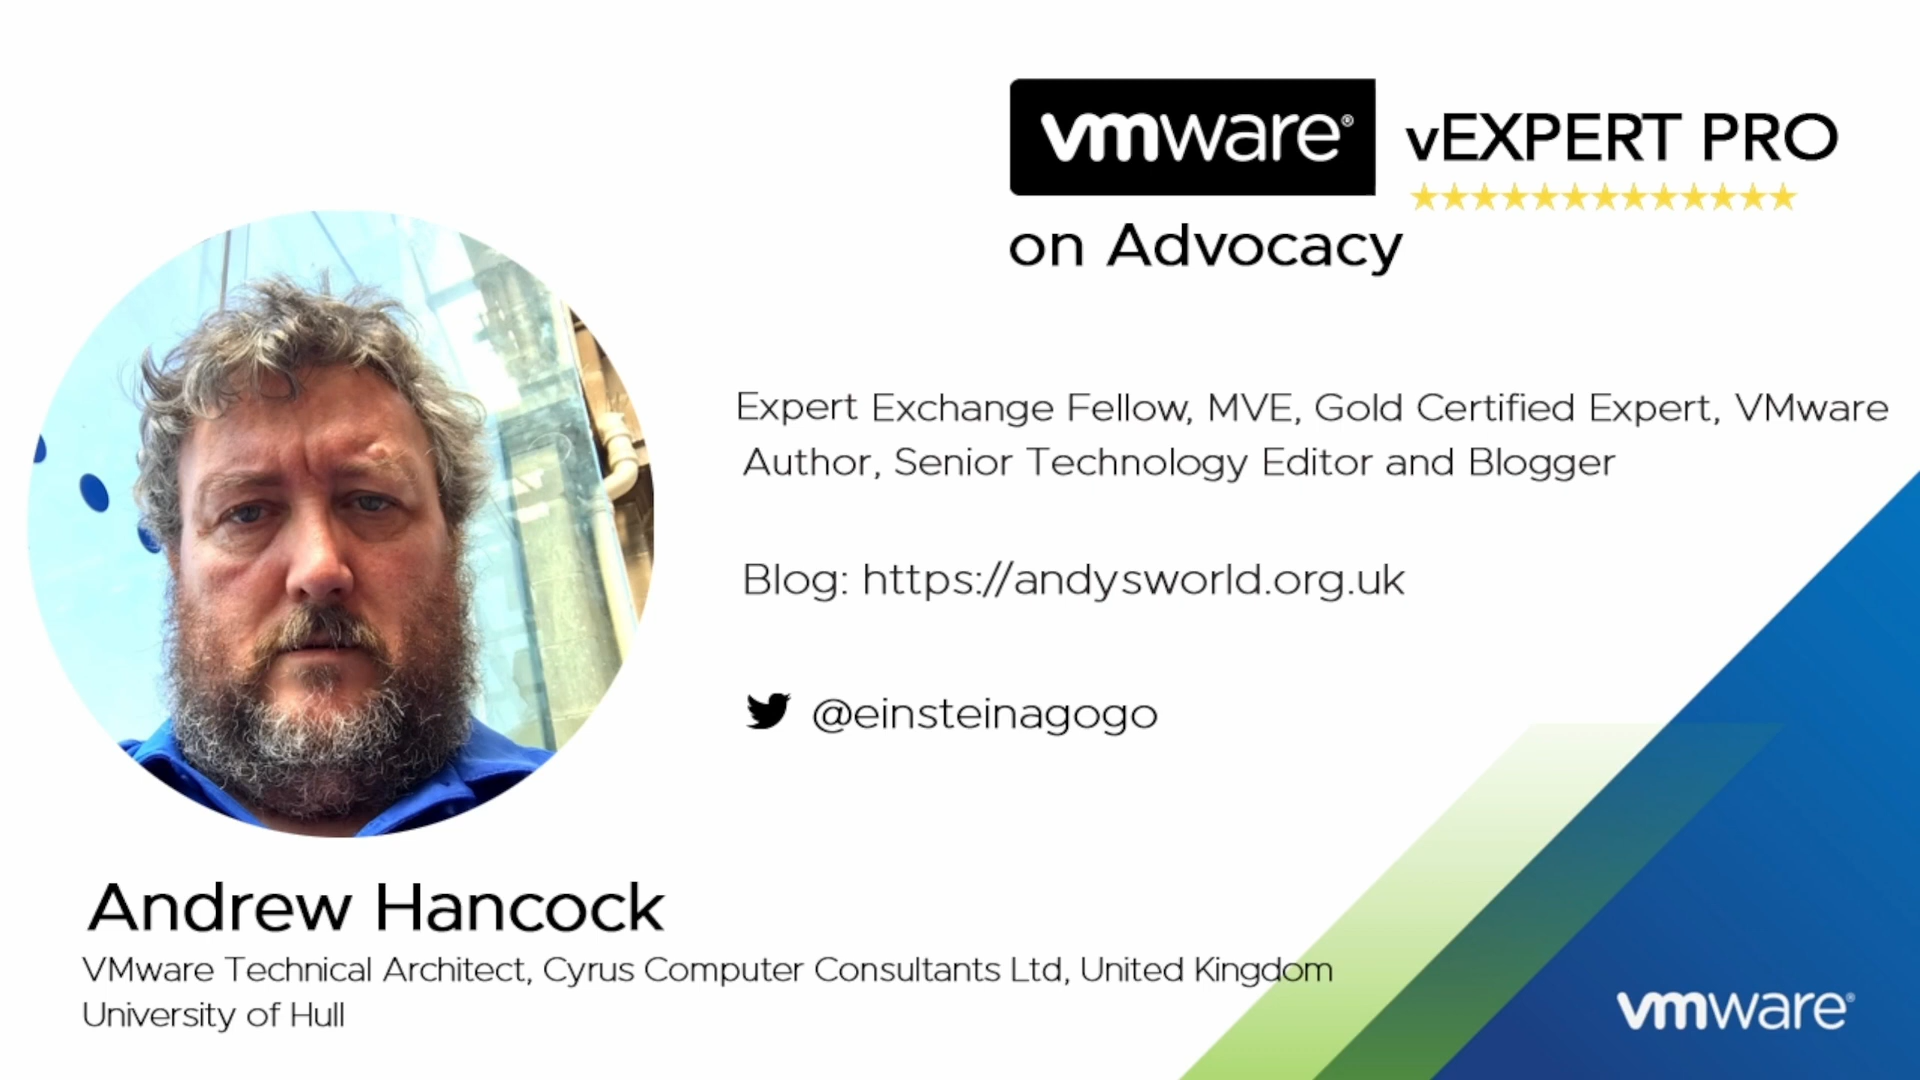 vmware® vEXPERT PRO
on Advocacy
Expert Exchange Fellow, MVE, Gold Certified Expert, VMware
Author, Senior Technology Editor and Blogger
Blog: https://andysworld.org.uk
@einsteinagogo
Andrew Hancock
VMware Technical Architect, Cyrus Computer Consultants Ltd, United Kingdom
University of Hull
vmware®